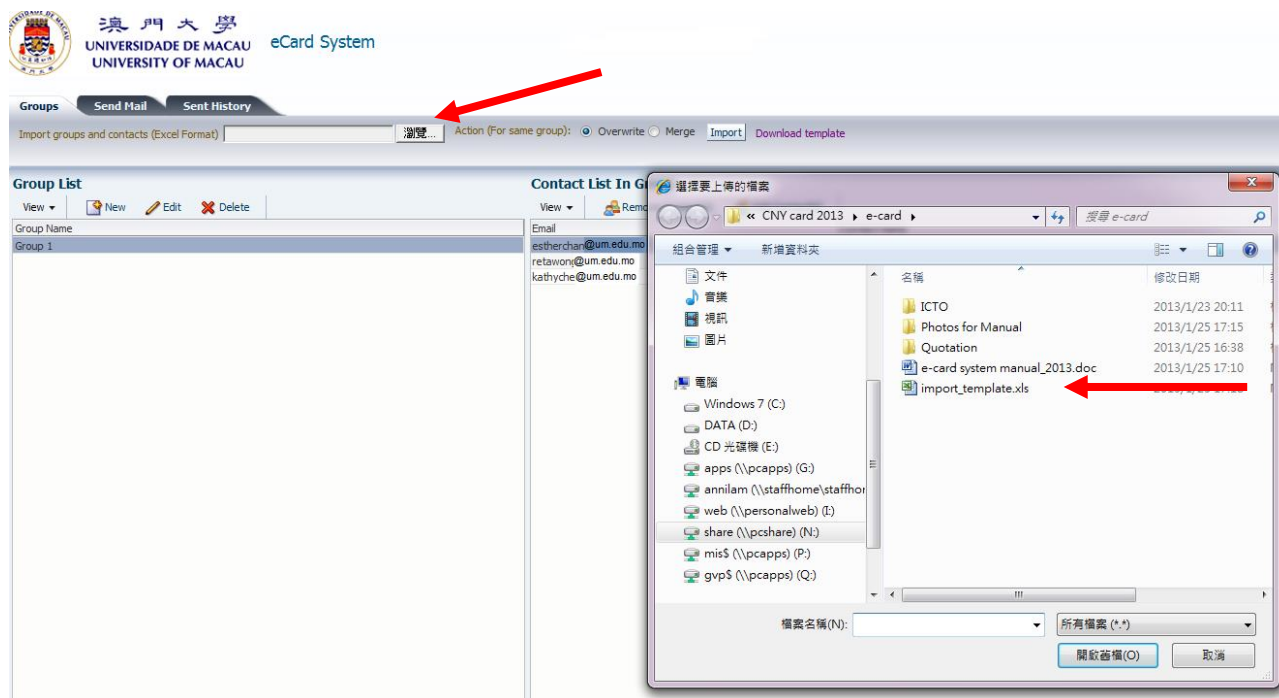 澳門大學
UNIVERSIDADE DE MACAU
UNIVERSITY OF MACAU
eCard System
Groups Send Mail Sent History
Import groups and contacts (Excel Format) 瀏覽... Action (For same group): Overwrite Merge Import Download template
Group List
View New Edit Delete
Group Name
Group 1
Contact List In G
View Remo
Email
estherchan@um.edu.mo
retawong@um.edu.mo
kathyche@um.edu.mo
選擇要上傳的檔案
« CNY card 2013 e-card
搜尋 e-card
組合管理 新增資料夾
文件
音樂
視訊
圖片
電腦
Windows 7 (C:)
DATA (D:)
CD 光碟機 (E:)
apps (\\pcapps) (G:)
annilam (\\staffhome\staffhor
web (\\personalweb) (I:)
share (\\pcshare) (N:)
mis$ (\\pcapps) (P:)
gvp$ (\\pcapps) (Q:)
名稱 修改日期
ICTO 2013/1/23 20:11
Photos for Manual 2013/1/25 17:15
Quotation 2013/1/25 16:38
e-card system manual_2013.doc 2013/1/25 17:10
import_template.xls
檔案名稱(N):
所有檔案 (*.*)
開啟舊檔(O) 取消